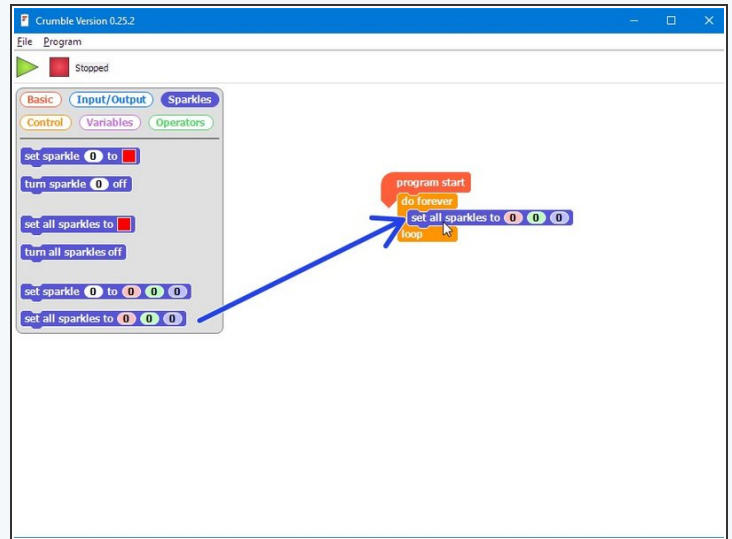 Crumble Version 0.25.2
File Program
Stopped
Basic Input/Output Sparkles
Control Variables Operators
set sparkle 0 to
turn sparkle 0 off
set all sparkles to
turn all sparkles off
set sparkle 0 to 0 0 0
set all sparkles to 0 0 0
program start
do forever
set all sparkles to 0 0 0
loop